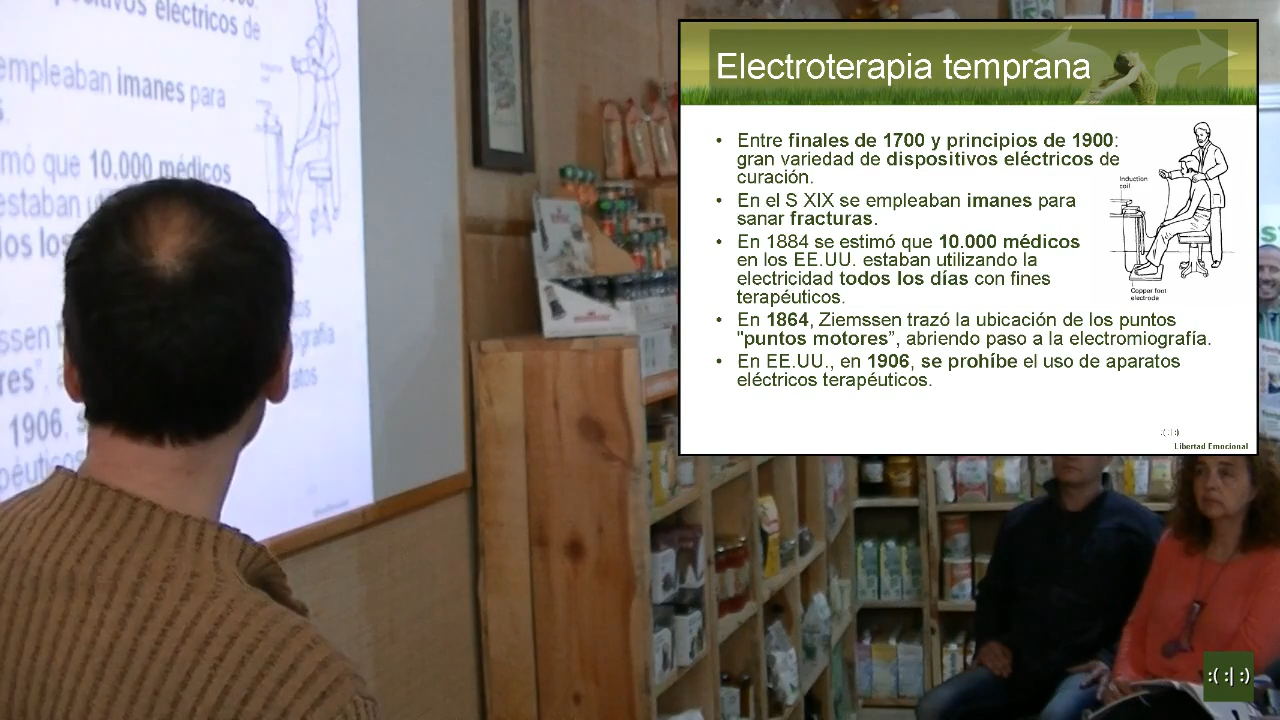 ositivos eléctricos de
empleaban imanes para
mó que 10.000 médicos
estaban
los los
ssen
res",
1906.
péuticos
Electroterapia temprana
• Entre finales de 1700 y principios de 1900:
gran variedad de dispositivos eléctricos de
curación.
• En el S XIX se empleaban imanes para
sanar fracturas.
• En 1884 se estimó que 10.000 médicos
en los EE.UU. estaban utilizando la
electricidad todos los días con fines
terapéuticos.
• En 1864, Ziemssen trazó la ubicación de los puntos
"puntos motores”, abriendo paso a la electromiografía.
• En EE.UU., en 1906, se prohíbe el uso de aparatos
eléctricos terapéuticos.
Induction
coil
Copper foot
electrode
:( :| :)
Libertad Emocional
:( :| :)